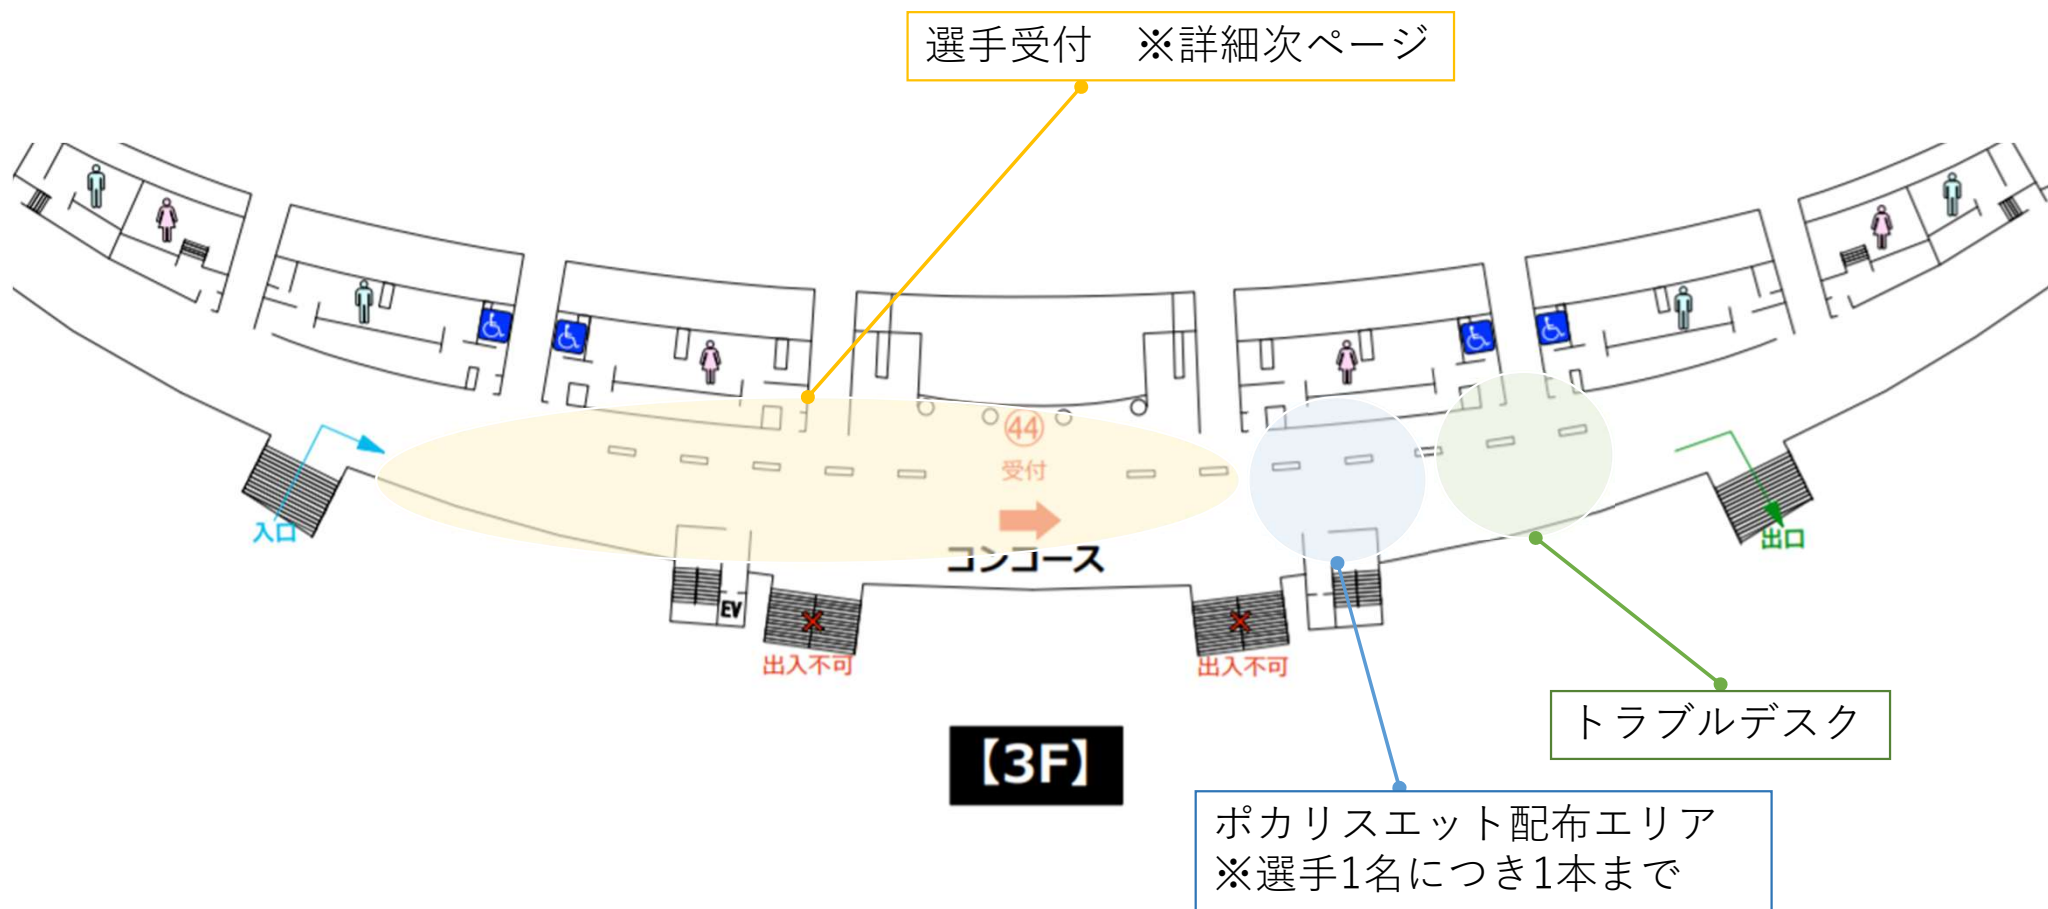 選手受付　※詳細次ページ
㊹
受付
入口
コンコース
出口
EV
出入不可
出入不可
トラブルデスク
【3F】
ポカリスエット配布エリア
※選手1名につき1本まで